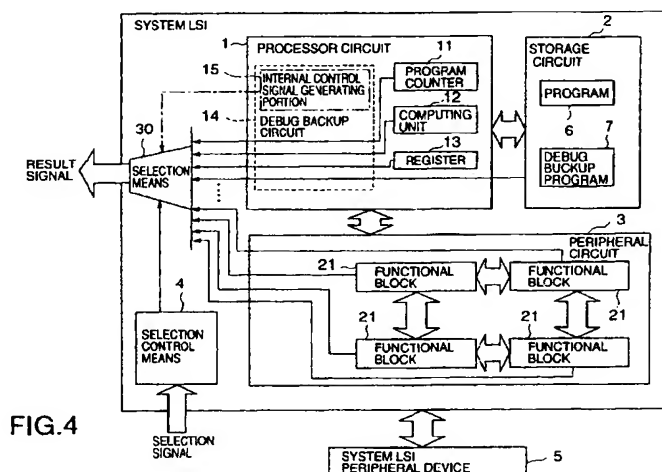 SYSTEM LSI
2
1
PROCESSOR CIRCUIT
11
STORAGE
CIRCUIT
15
INTERNAL CONTROL
SIGNAL GENERATING
PORTION
PROGRAM
COUNTER
12
14
DEBUG BACKUP
CIRCUIT
COMPUTING
UNIT
PROGRAM
30
13
6
7
RESULT
SIGNAL
SELECTION
MEANS
REGISTER
DEBUG
BACKUP
PROGRAM
3
PERIPHERAL
CIRCUIT
21
FUNCTIONAL
BLOCK
FUNCTIONAL
BLOCK
4
21
21
21
SELECTION
CONTROL
MEANS
FUNCTIONAL
BLOCK
FUNCTIONAL
BLOCK
FIG.4
SELECTION
SIGNAL
5
SYSTEM LSI
PERIPHERAL DEVICE